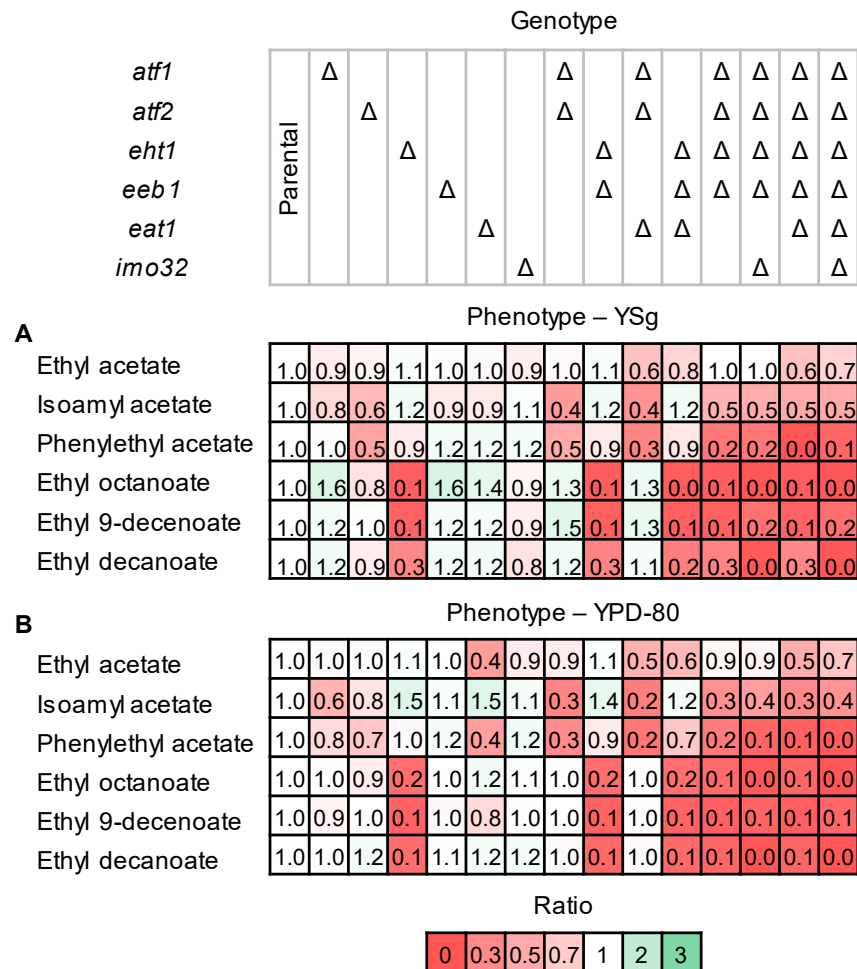 Genotype
atf1 Δ Δ Δ Δ Δ Δ Δ
atf2 Δ Δ Δ Δ Δ Δ Δ
eht1 Δ Δ Δ Δ Δ Δ Δ
eeb1 Δ Δ Δ Δ Δ Δ Δ
eat1 Δ Δ Δ Δ Δ
imo32 Δ Δ Δ
Parental
Phenotype – YSg
A
Ethyl acetate 1.0 0.9 0.9 1.1 1.0 1.0 0.9 1.0 1.1 0.6 0.8 1.0 1.0 0.6 0.7
Isoamyl acetate 1.0 0.8 0.6 1.2 0.9 0.9 1.1 0.4 1.2 0.4 1.2 0.5 0.5 0.5 0.5
Phenylethyl acetate 1.0 1.0 0.5 0.9 1.2 1.2 1.2 0.5 0.9 0.3 0.9 0.2 0.2 0.0 0.1
Ethyl octanoate 1.0 1.6 0.8 0.1 1.6 1.4 0.9 1.3 0.1 1.3 0.0 0.1 0.0 0.1 0.0
Ethyl 9-decenoate 1.0 1.2 1.0 0.1 1.2 1.2 0.9 1.5 0.1 1.3 0.1 0.1 0.2 0.1 0.2
Ethyl decanoate 1.0 1.2 0.9 0.3 1.2 1.2 0.8 1.2 0.3 1.1 0.2 0.3 0.0 0.3 0.0
Phenotype – YPD-80
B
Ethyl acetate 1.0 1.0 1.0 1.1 1.0 0.4 0.9 0.9 1.1 0.5 0.6 0.9 0.9 0.5 0.7
Isoamyl acetate 1.0 0.6 0.8 1.5 1.1 1.5 1.1 0.3 1.4 0.2 1.2 0.3 0.4 0.3 0.4
Phenylethyl acetate 1.0 0.8 0.7 1.0 1.2 0.4 1.2 0.3 0.9 0.2 0.7 0.2 0.1 0.1 0.0
Ethyl octanoate 1.0 1.0 0.9 0.2 1.0 1.2 1.1 1.0 0.2 1.0 0.2 0.1 0.0 0.1 0.0
Ethyl 9-decenoate 1.0 0.9 1.0 0.1 1.0 0.8 1.0 1.0 0.1 1.0 0.1 0.1 0.1 0.1 0.1
Ethyl decanoate 1.0 1.0 1.2 0.1 1.1 1.2 1.2 1.0 0.1 1.0 0.1 0.1 0.0 0.1 0.0
Ratio
0 0.3 0.5 0.7 1 2 3